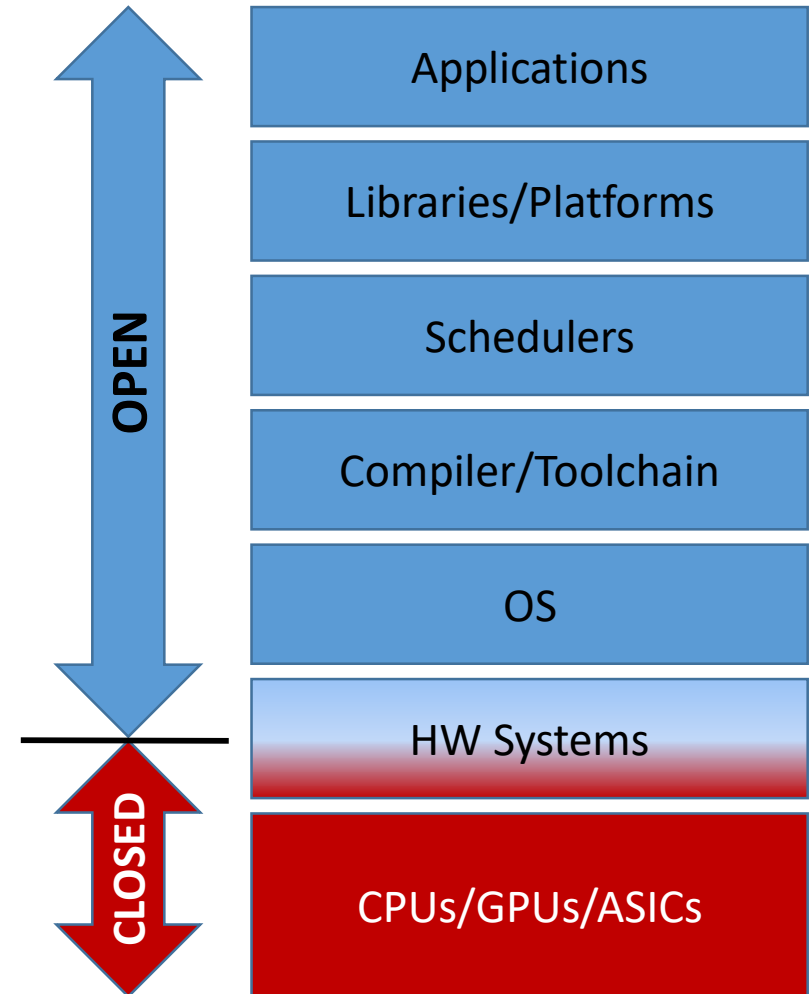 Applications
Libraries/Platforms
Schedulers
Compiler/Toolchain
OS
HW Systems
CPUs/GPUs/ASICs
OPEN
CLOSED